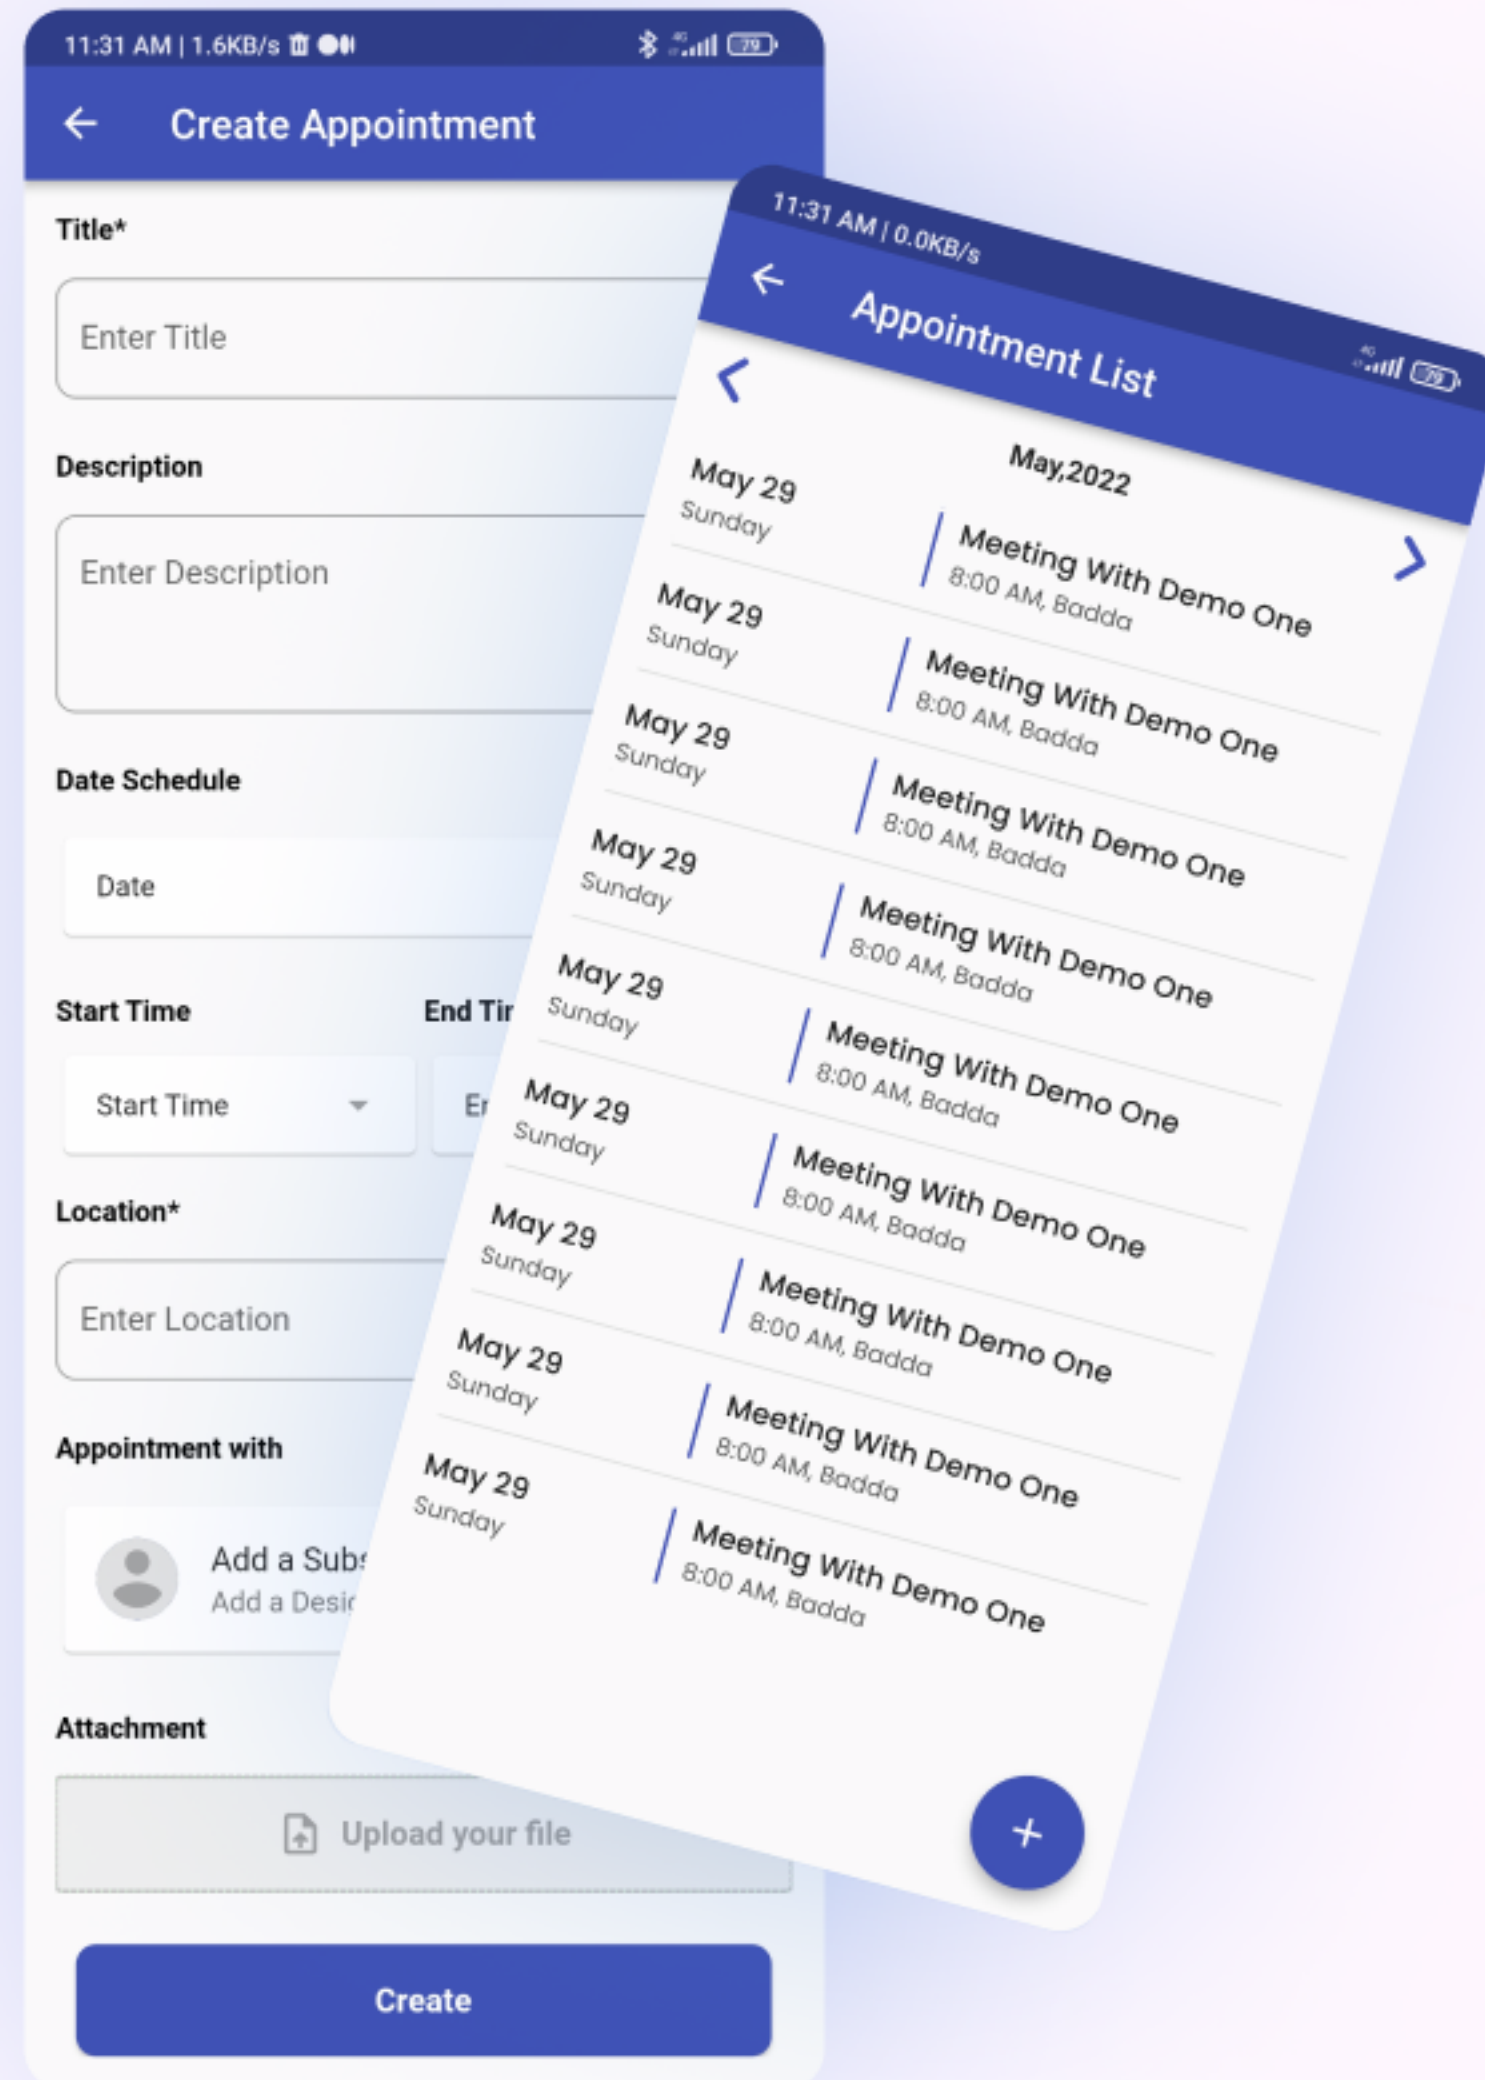 11:31 AM | 1.6KB/s
4G
79
Create Appointment
Title*
Enter Title
Description
Enter Description
Date Schedule
Date
Start Time
End
Start Time
Location*
Enter Location
Appointment with
Add a
Add a
Attachment
Upload your file
Create
11:31 AM | 0.0KB/s
4G
79
Appointment List
May,2022
May 29
Sunday
Meeting With Demo One
8:00 AM, Badda
May 29
Sunday
Meeting With Demo One
8:00 AM, Badda
May 29
Sunday
Meeting With Demo One
8:00 AM, Badda
May 29
Sunday
Meeting With Demo One
8:00 AM, Badda
May 29
Sunday
Meeting With Demo One
8:00 AM, Badda
May 29
Sunday
Meeting With Demo One
8:00 AM, Badda
May 29
Sunday
Meeting With Demo One
8:00 AM, Badda
May 29
Sunday
Meeting With Demo One
8:00 AM, Badda
May 29
Sunday
Meeting With Demo One
8:00 AM, Badda